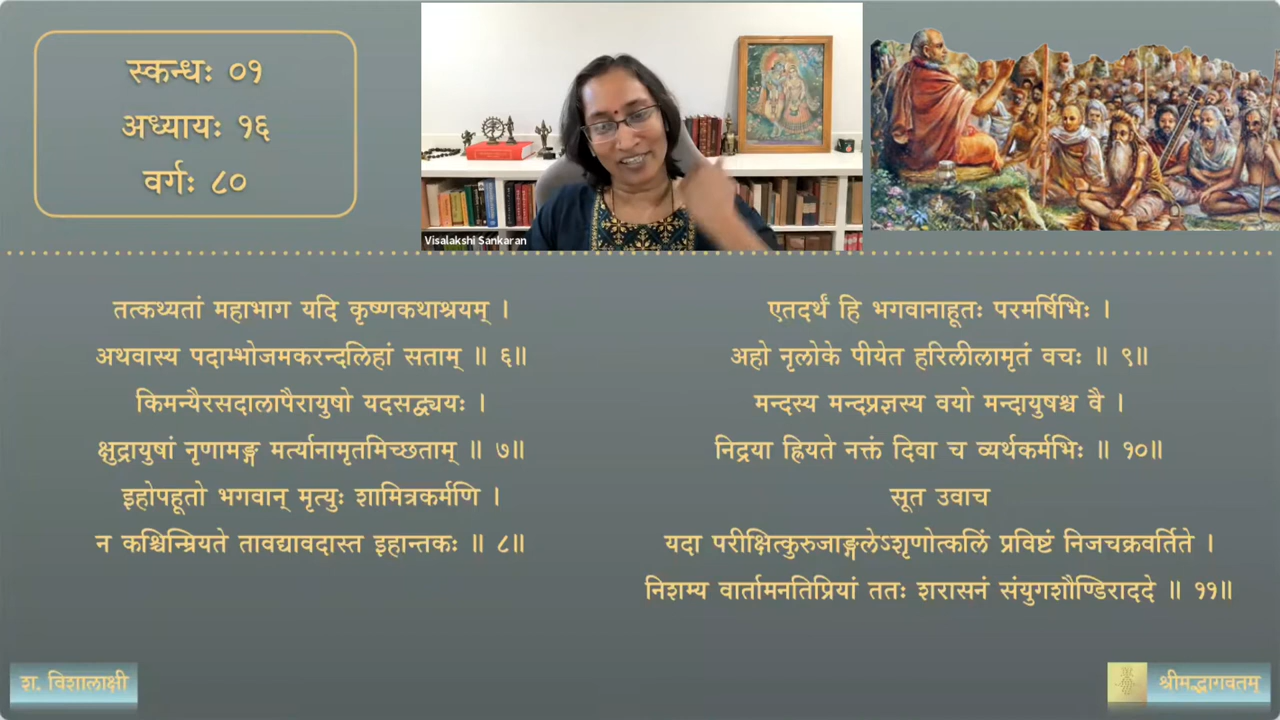 स्कन्धः ०१
अध्यायः १६
वर्गः ८०
Visalakshi Sankaran
तत्कथ्यतां महाभाग यदि कृष्णकथाश्रयम् ।
अथवास्य पदाम्भोजमकरन्दलिहां सताम् ॥ ६॥
किमन्यैरसदालापैरायुषो यदसद्व्ययः ।
क्षुद्रायुषां नृणामङ्ग मर्त्यानामृतमिच्छताम् ॥ ७॥
इहोपहूतो भगवान् मृत्युः शामित्रकर्मणि ।
न कश्चिन्म्रियते तावद्यावदास्त इहान्तकः ॥ ८॥
एतदर्थं हि भगवानाहूतः परमर्षिभिः ।
अहो नृलोके पीयेत हरिलीलामृतं वचः ॥ ९॥
मन्दस्य मन्दप्रज्ञस्य वयो मन्दायुषश्च वै ।
निद्रया ह्रियते नक्तं दिवा च व्यर्थकर्मभिः ॥ १०॥
सूत उवाच
यदा परीक्षित्कुरुजाङ्गलेऽशृणोत्कलिं प्रविष्टं निजचक्रवर्तिते ।
निशम्य वार्तामनतिप्रियां ततः शरासनं संयुगशौण्डिराददे ॥ ११॥
श. विशालाक्षी
श्रीमद्भागवतम्